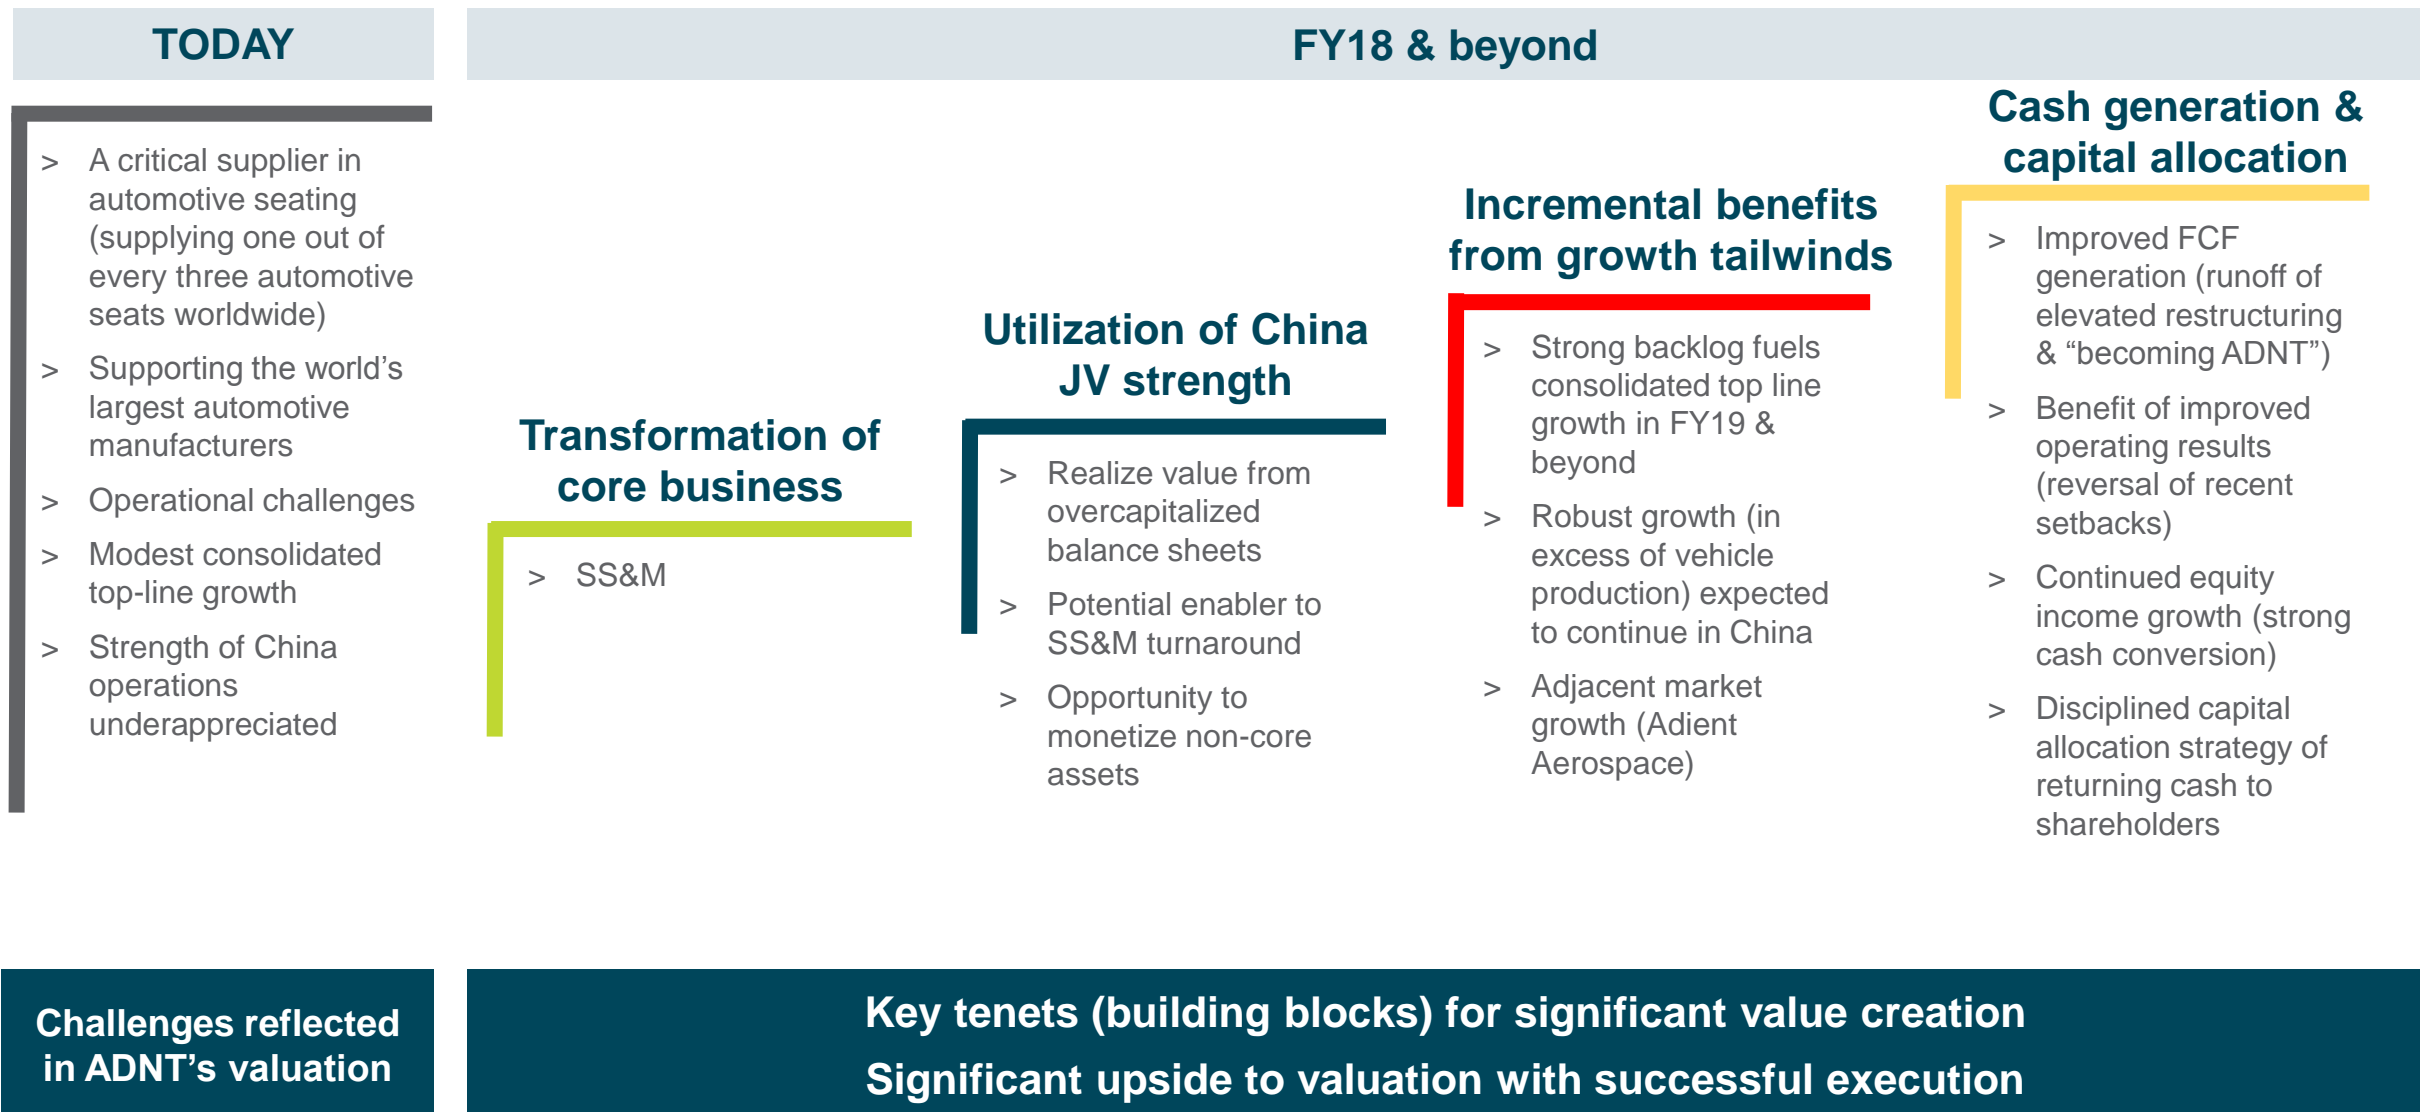 TODAY
> A critical supplier in
automotive seating
(supplying one out of
every three automotive
seats worldwide)
> Supporting the world's
largest automotive
manufacturers
> Operational challenges
> Modest consolidated
top-line growth
> Strength of China
operations
underappreciated
Challenges reflected
in ADNT's valuation
FY18 & beyond
Transformation of
core business
> SS&M
Utilization of China
JV strength
> Realize value from
overcapitalized
balance sheets
> Potential enabler to
SS&M turnaround
> Opportunity to
monetize non-core
assets
Incremental benefits
from growth tailwinds
> Strong backlog fuels
consolidated top line
growth in FY19 &
beyond
> Robust growth (in
excess of vehicle
production) expected
to continue in China
> Adjacent market
growth (Adient
Aerospace)
Cash generation &
capital allocation
> Improved FCF
generation (runoff of
elevated restructuring
& “becoming ADNT”)
> Benefit of improved
operating results
(reversal of recent
setbacks)
> Continued equity
income growth (strong
cash conversion)
> Disciplined capital
allocation strategy of
returning cash to
shareholders
Key tenets (building blocks) for significant value creation
Significant upside to valuation with successful execution